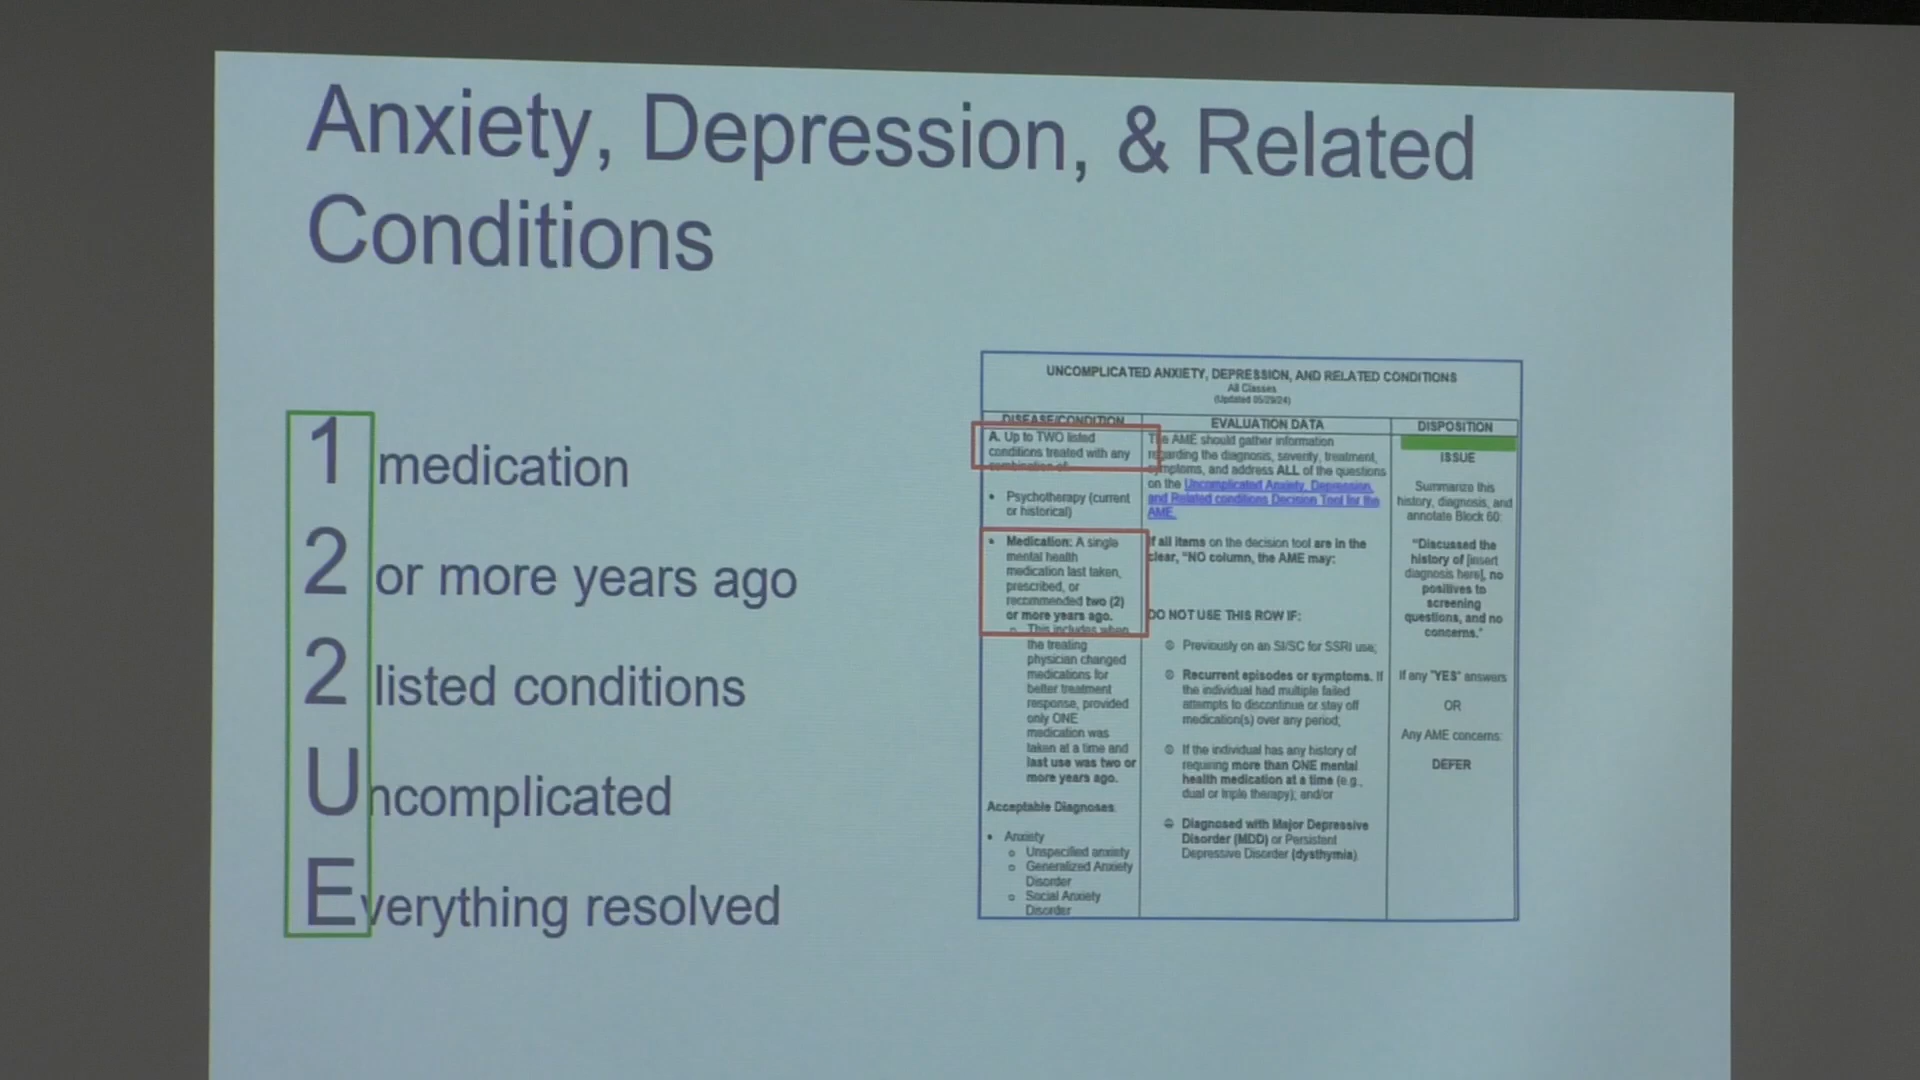 Anxiety, Depression, & Related
Conditions
1 medication
2 or more years ago
2 listed conditions
Uncomplicated
Everything resolved
UNCOMPLICATED ANXIETY, DEPRESSION, AND RELATED CONDITIONS
All Classes
(Updated 05/29/24)
DISEASE/CONDITION
A. Up to TWO listed
conditions treated with any
combination of:
• Psychotherapy (current
or historical)
• Medication: A single
mental health
medication last taken,
prescribed, or
recommended two (2)
or more years ago.
o This includes when
the treating
physician changed
medications for
better treatment
response, provided
only ONE
medication was
taken at a time and
last use was two or
more years ago.
Acceptable Diagnoses
• Anxiety
o Unspecified anxiety
o Generalized Anxiety
Disorder
o Social Anxiety
Disorder
EVALUATION DATA
The AME should gather information
regarding the diagnosis, severity, treatment,
symptoms, and address ALL of the questions
on the Uncomplicated Anxiety, Depression,
and Related conditions Decision Tool for the
AME.
If all items on the decision tool are in the
clear, "NO column, the AME may:
DO NOT USE THIS ROW IF:
Previously on an SI/SC for SSRI use;
Recurrent episodes or symptoms. If
the individual had multiple failed
attempts to discontinue or stay off
medication(s) over any period;
If the individual has any history of
requiring more than ONE mental
health medication at a time (e.g.,
dual or triple therapy); and/or
Diagnosed with Major Depressive
Disorder (MDD) or Persistent
Depressive Disorder (dysthymia)
DISPOSITION
ISSUE
Summarize this
history, diagnosis, and
annotate Block 60:
"Discussed the
history of [insert
diagnosis here], no
positives to
screening
questions, and no
concerns."
If any "YES" answers
OR
Any AME concerns:
DEFER